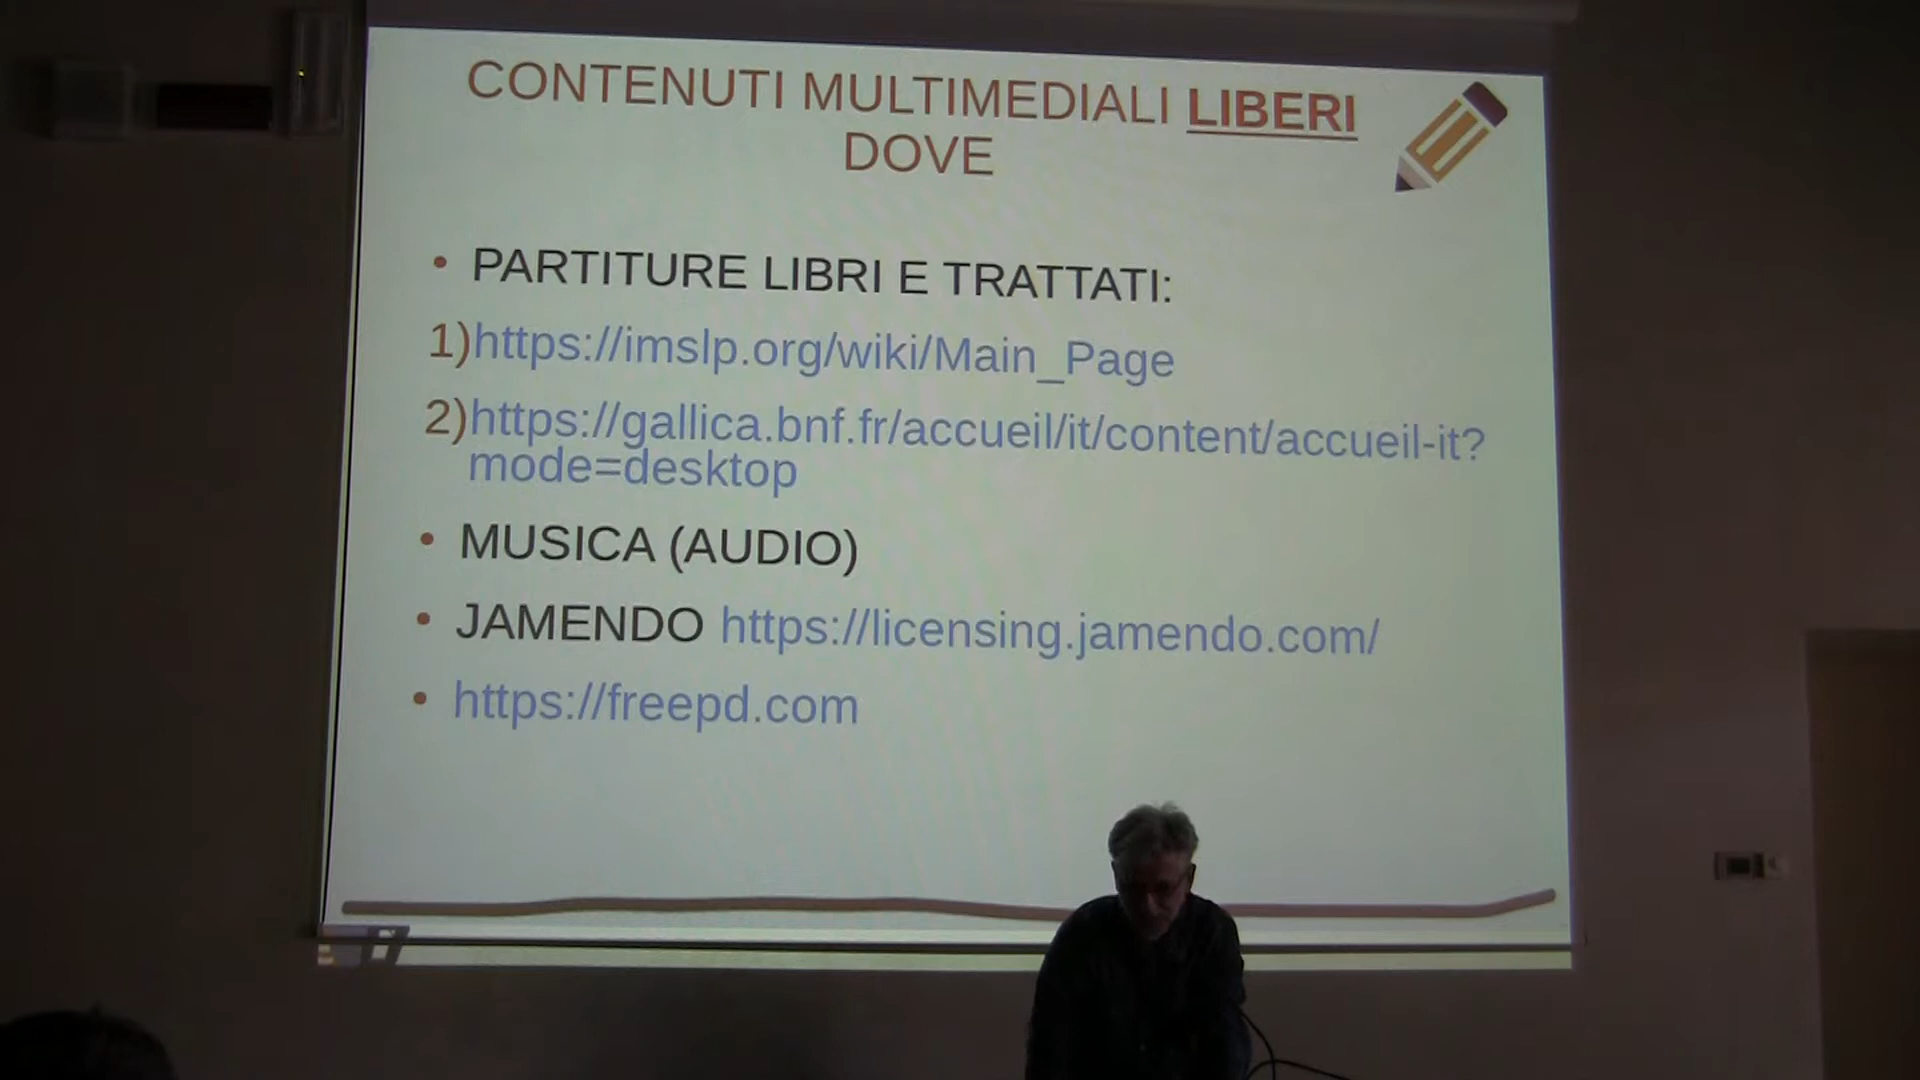 CONTENUTI MULTIMEDIALI LIBERI
DOVE
• PARTITURE LIBRI E TRATTATI:
1)https://imslp.org/wiki/Main_Page
2)https://gallica.bnf.fr/accueil/it/content/accueil-it?
mode=desktop
• MUSICA (AUDIO)
• JAMENDO https://licensing.jamendo.com/
• https://freepd.com